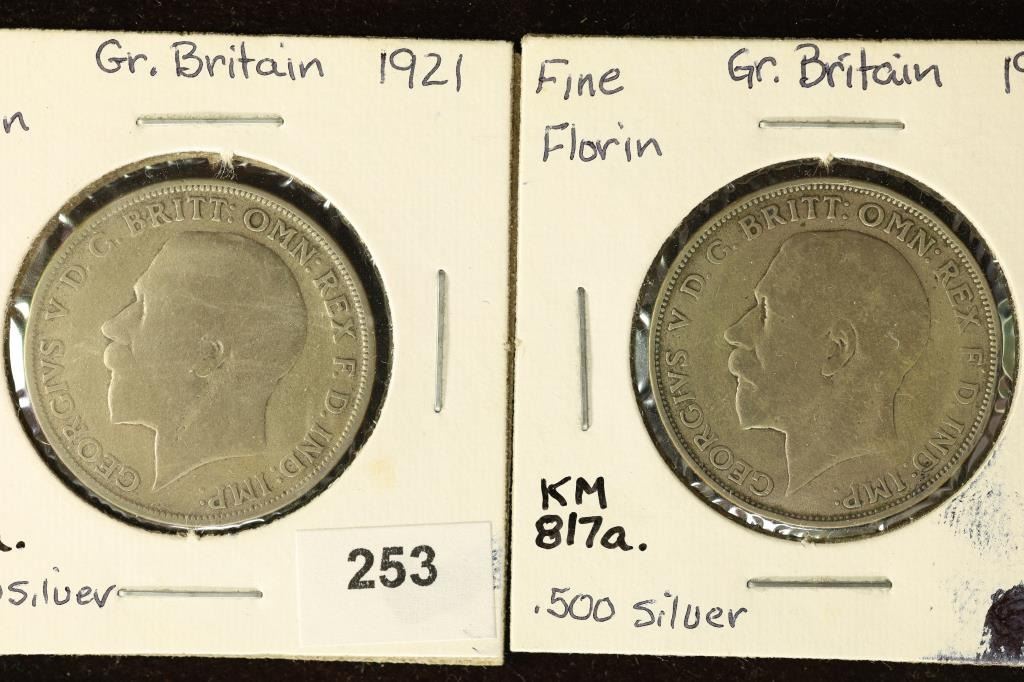 Gr. Britain 1921
n
GEORGIVS V D. G. BRITT: OMN: REX F. D. IND: IMP:
253
silver
Fine Gr. Britain
Florin
GEORGIVS V D. G. BRITT: OMN: REX F D IND: IMP:
KM
817a.
.500 silver